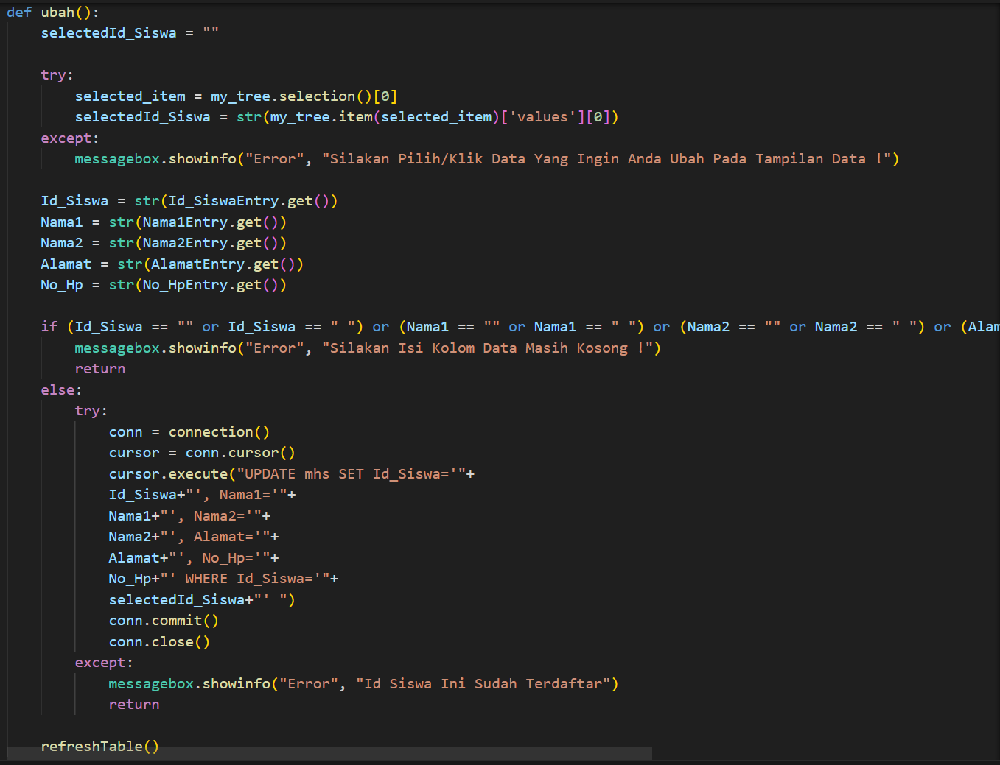 def ubah():
    selectedId_Siswa = ""

    try:
        selected_item = my_tree.selection()[0]
        selectedId_Siswa = str(my_tree.item(selected_item)['values'][0])
    except:
        messagebox.showinfo("Error", "Silakan Pilih/Klik Data Yang Ingin Anda Ubah Pada Tampilan Data !")

    Id_Siswa = str(Id_SiswaEntry.get())
    Nama1 = str(Nama1Entry.get())
    Nama2 = str(Nama2Entry.get())
    Alamat = str(AlamatEntry.get())
    No_Hp = str(No_HpEntry.get())

    if (Id_Siswa == "" or Id_Siswa == " ") or (Nama1 == "" or Nama1 == " ") or (Nama2 == "" or Nama2 == " ") or (Alam
        messagebox.showinfo("Error", "Silakan Isi Kolom Data Masih Kosong !")
        return
    else:
        try:
            conn = connection()
            cursor = conn.cursor()
            cursor.execute("UPDATE mhs SET Id_Siswa='"+
            Id_Siswa+"', Nama1='"+
            Nama1+"', Nama2='"+
            Nama2+"', Alamat='"+
            Alamat+"', No_Hp='"+
            No_Hp+"' WHERE Id_Siswa='"+
            selectedId_Siswa+"' ")
            conn.commit()
            conn.close()
        except:
            messagebox.showinfo("Error", "Id Siswa Ini Sudah Terdaftar")
            return

    refreshTable()